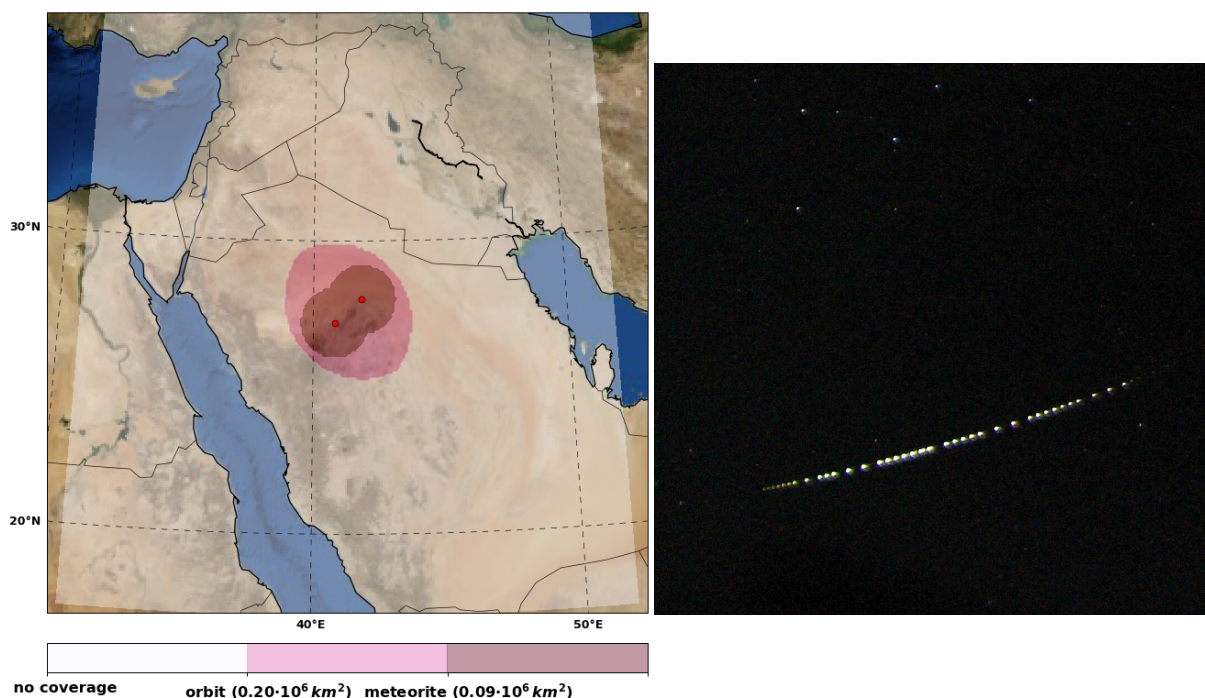 30°N
20°N
40°E
50°E
no coverage
orbit (0.20·10⁶ km²)
meteorite (0.09·10⁶ km²)